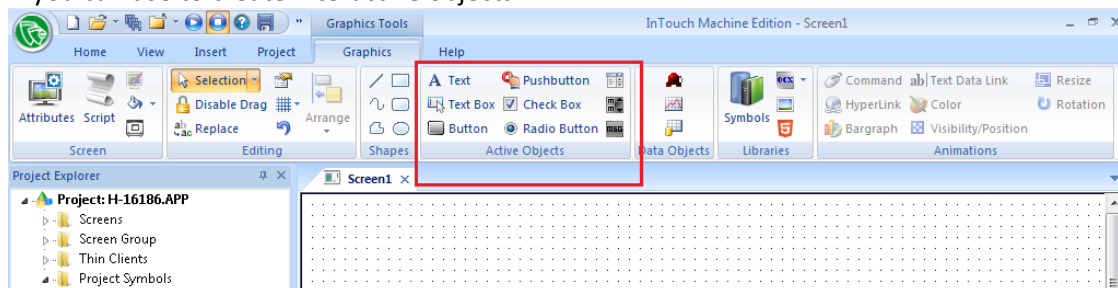 Graphics Tools
InTouch Machine Edition - Screen1
Home View Insert Project Graphics Help
Attributes Script
Selection
Disable Drag
Replace
Arrange
A Text Pushbutton
Text Box Check Box
Button Radio Button
MSG
Symbols
OCX
Command Text Data Link Resize
HyperLink Color Rotation
Bargraph Visibility/Position
Screen Editing Shapes Active Objects Data Objects Libraries Animations
Project Explorer
Screen1
Project: H-16186.APP
Screens
Screen Group
Thin Clients
Project Symbols